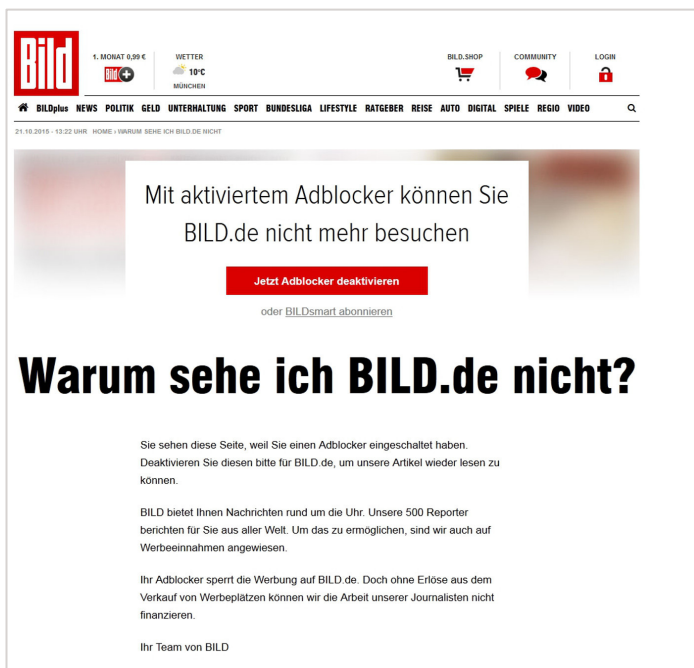 Bild
1. MONAT 0,99 €
Bild+
WETTER
10°C
MÜNCHEN
BILD.SHOP
COMMUNITY
LOGIN
BILDplus NEWS POLITIK GELD UNTERHALTUNG SPORT BUNDESLIGA LIFESTYLE RATGEBER REISE AUTO DIGITAL SPIELE REGIO VIDEO
21.10.2015 - 13:22 UHR HOME › WARUM SEHE ICH BILD.DE NICHT
Mit aktiviertem Adblocker können Sie
BILD.de nicht mehr besuchen
Jetzt Adblocker deaktivieren
oder BILDsmart abonnieren
Warum sehe ich BILD.de nicht?
Sie sehen diese Seite, weil Sie einen Adblocker eingeschaltet haben.
Deaktivieren Sie diesen bitte für BILD.de, um unsere Artikel wieder lesen zu
können.
BILD bietet Ihnen Nachrichten rund um die Uhr. Unsere 500 Reporter
berichten für Sie aus aller Welt. Um das zu ermöglichen, sind wir auch auf
Werbeeinnahmen angewiesen.
Ihr Adblocker sperrt die Werbung auf BILD.de. Doch ohne Erlöse aus dem
Verkauf von Werbeplätzen können wir die Arbeit unserer Journalisten nicht
finanzieren.
Ihr Team von BILD